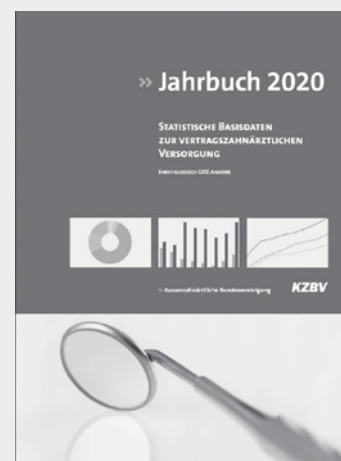 » Jahrbuch 2020
STATISTISCHE BASISDATEN
ZUR VERTRAGSZAHNÄRZTLICHEN
VERSORGUNG
EINSCHLIESSLICH GOZ-ANALYSE
» Kassenzahnärztliche Bundesvereinigung
KZBV